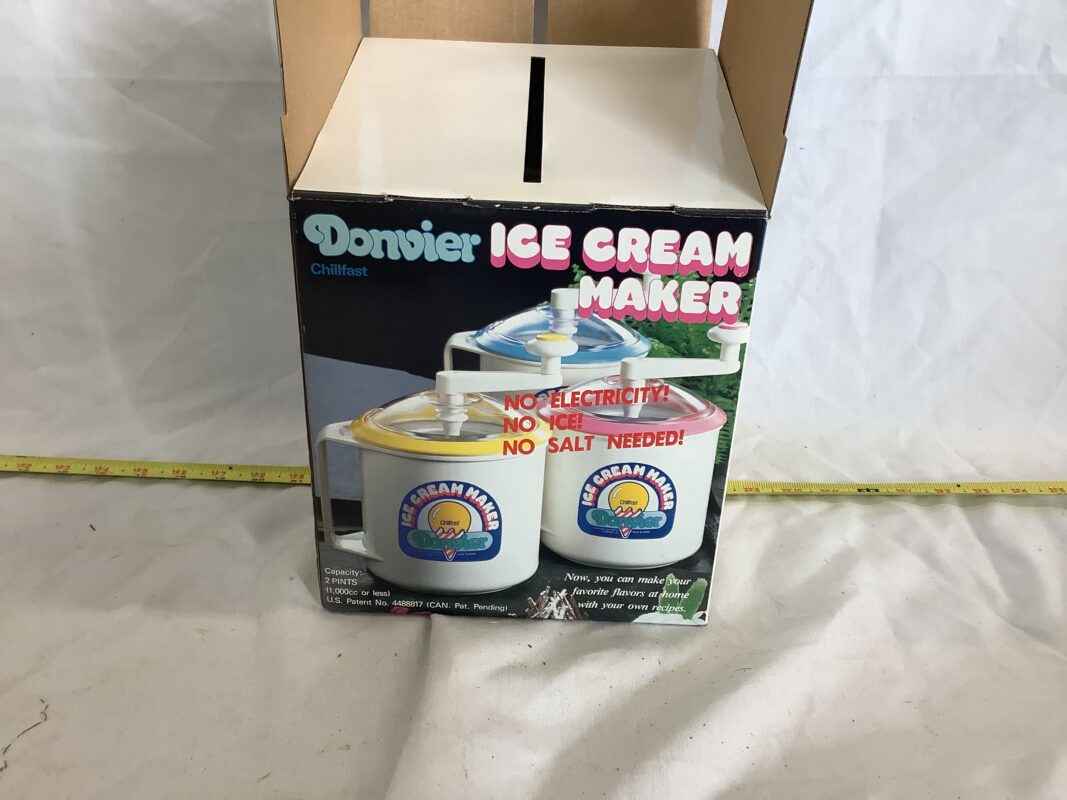 Donvier ICE CREAM
MAKER
Chillfast
NO ELECTRICITY!
NO ICE!
NO SALT NEEDED!
ICE CREAM MAKER
Chillfast
Donvier
ICE CREAM MAKER
Chillfast
Donvier
Capacity:
2 PINTS
(1,000cc or less)
U.S. Patent No. 4488817 (CAN. Pat. Pending)
Now, you can make your
favorite flavors at home
with your own recipes.